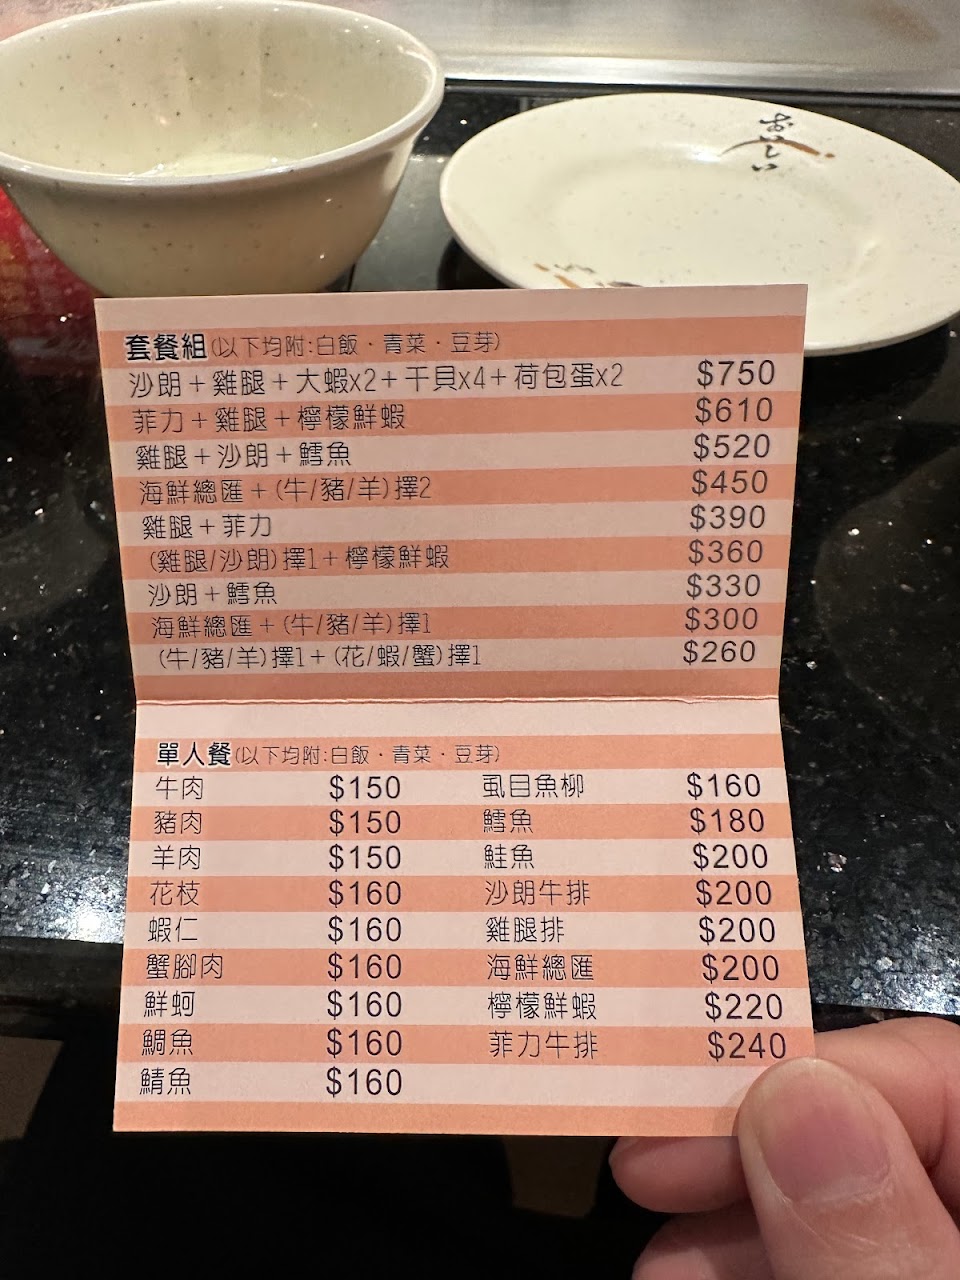 おいしい
套餐組(以下均附:白飯・青菜・豆芽)
沙朗+雞腿+大蝦x2+干貝x4+荷包蛋x2 $750
菲力+雞腿+檸檬鮮蝦 $610
雞腿+沙朗+鱈魚 $520
海鮮總匯+(牛/豬/羊)擇2 $450
雞腿+菲力 $390
(雞腿/沙朗)擇1+檸檬鮮蝦 $360
沙朗+鱈魚 $330
海鮮總匯+(牛/豬/羊)擇1 $300
(牛/豬/羊)擇1+(花/蝦/蟹)擇1 $260
單人餐(以下均附:白飯・青菜・豆芽)
牛肉 $150 虱目魚柳 $160
豬肉 $150 鱈魚 $180
羊肉 $150 鮭魚 $200
花枝 $160 沙朗牛排 $200
蝦仁 $160 雞腿排 $200
蟹腳肉 $160 海鮮總匯 $200
鮮蚵 $160 檸檬鮮蝦 $220
鯛魚 $160 菲力牛排 $240
鯖魚 $160